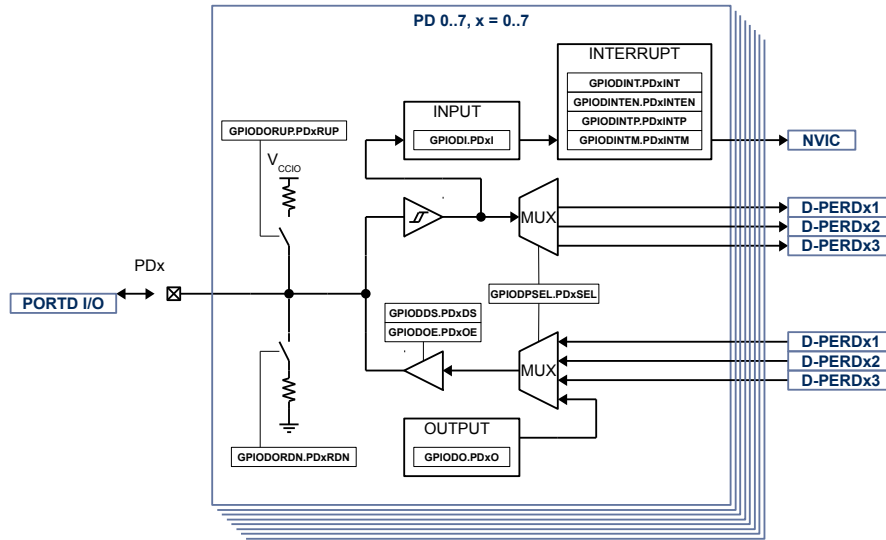 PD 0..7, x = 0..7
INTERRUPT
GPIODINT.PDxINT
GPIODINTEN.PDxINTEN
GPIODINTP.PDxINTP
GPIODINTM.PDxINTM
INPUT
GPIODI.PDxI
NVIC
GPIODORUP.PDxRUP
VCCIO
MUX
D-PERDx1
D-PERDx2
D-PERDx3
PDx
PORTD I/O
GPIODPSEL.PDxSEL
GPIODDS.PDxDS
GPIODOE.PDxOE
MUX
D-PERDx1
D-PERDx2
D-PERDx3
OUTPUT
GPIODO.PDxO
GPIODORDN.PDxRDN